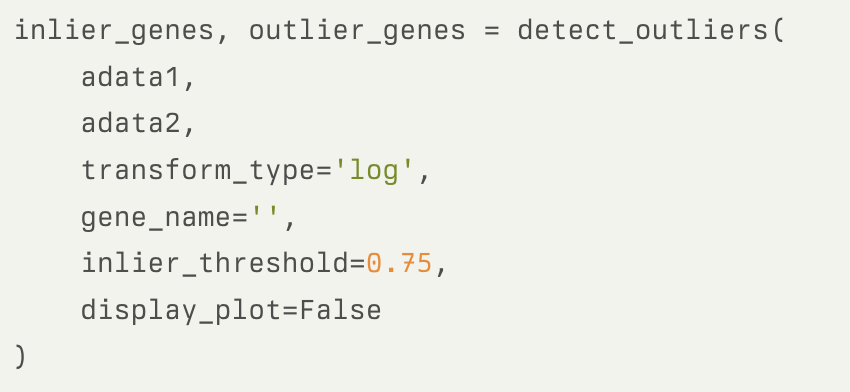 inlier_genes, outlier_genes = detect_outliers(
    adata1,
    adata2,
    transform_type='log',
    gene_name='',
    inlier_threshold=0.75,
    display_plot=False
)